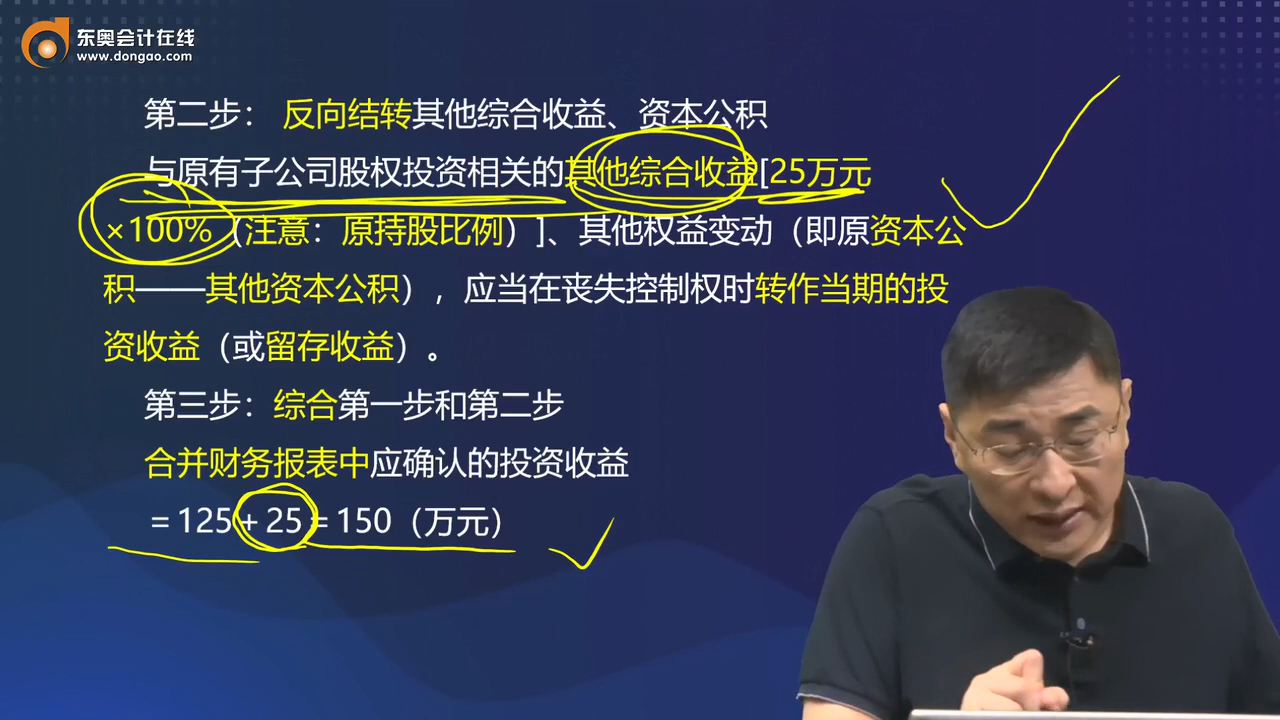 东奥会计在线
www.dongao.com
第二步： 反向结转其他综合收益、资本公积
与原有子公司股权投资相关的其他综合收益[25万元
×100%（注意：原持股比例）]、其他权益变动（即原资本公
积——其他资本公积），应当在丧失控制权时转作当期的投
资收益（或留存收益）。
第三步：综合第一步和第二步
合并财务报表中应确认的投资收益
＝125＋25＝150（万元）